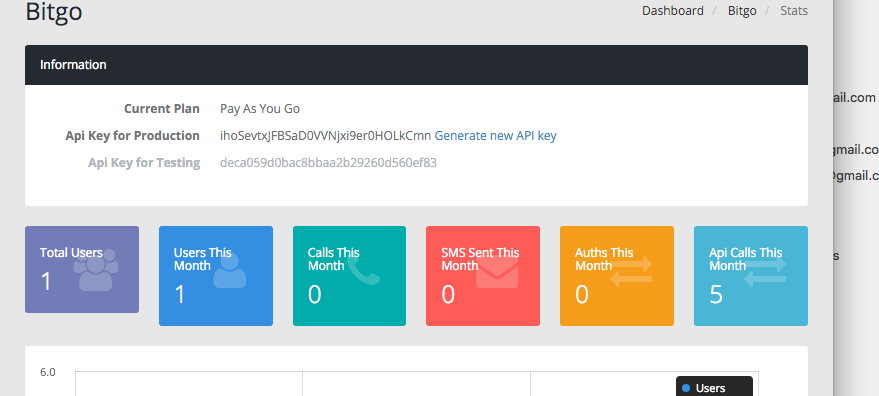 Bitgo
Dashboard / Bitgo / Stats
Information
Current Plan Pay As You Go
Api Key for Production ihoSevtxJFBSaD0VVNjxi9er0HOLkCmn Generate new API key
Api Key for Testing deca059d0bac8bbaa2b29260d560ef83
Total Users
1
Users This
Month
1
Calls This
Month
0
SMS Sent This
Month
0
Auths This
Month
0
Api Calls This
Month
5
6.0
Users
ail.com
gmail.co
@gmail.c
s